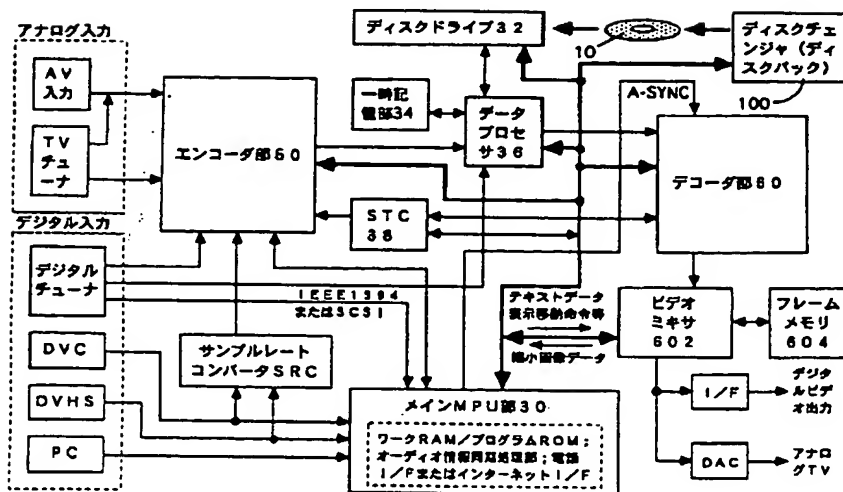 アナログ入力
AV
入力
TV
チュ
ーナ
デジタル入力
デジタル
チューナ
DVC
DVHS
PC
エンコーダ部50
サンプルレート
コンバータSRC
IEEE1394
またはSCSI
ディスクドライブ32
一時記
憶部34
データ
プロセ
サ36
STC
38
10
ディスクチェ
ンジャ(ディ
スクパック)
100
A-SYNC
デコーダ部60
テキストデータ
表示移動命令等
縮小画像データ
ビデオ
ミキサ
602
フレーム
メモリ
604
I/F
デジタ
ルビデ
オ出力
DAC
アナロ
グTV
メインMPU部30
ワークRAM/プログラムROM;
オーディオ情報同期処理部;電話
I/FまたはインターネットI/F